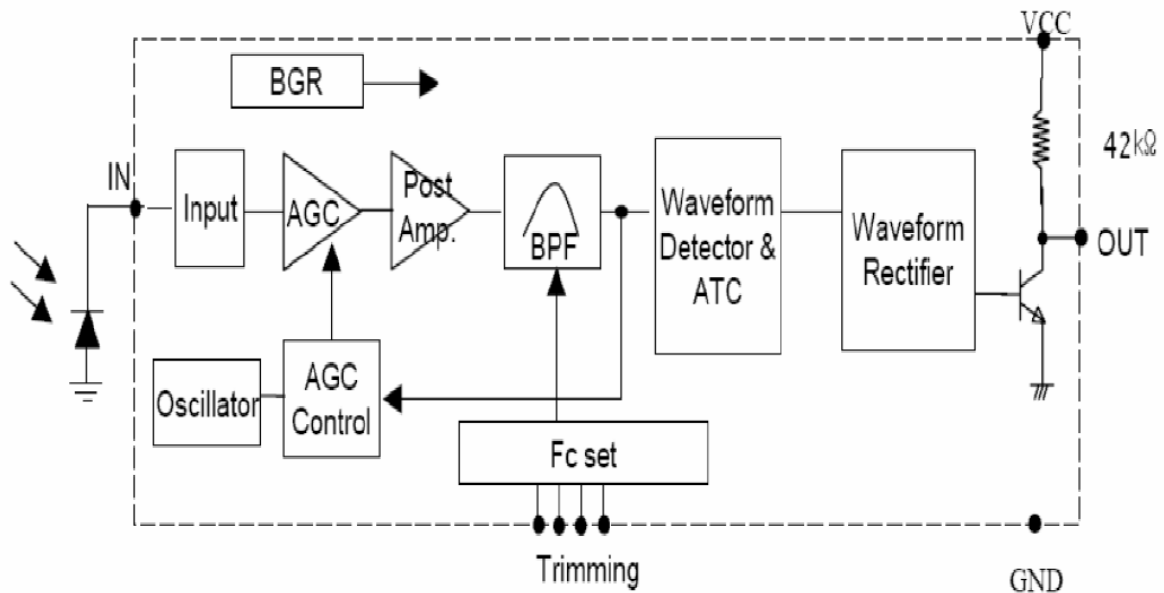 VCC
BGR
42kΩ
IN
Input
AGC
Post
Amp.
BPF
Waveform
Detector &
ATC
Waveform
Rectifier
OUT
Oscillator
AGC
Control
Fc set
Trimming
GND